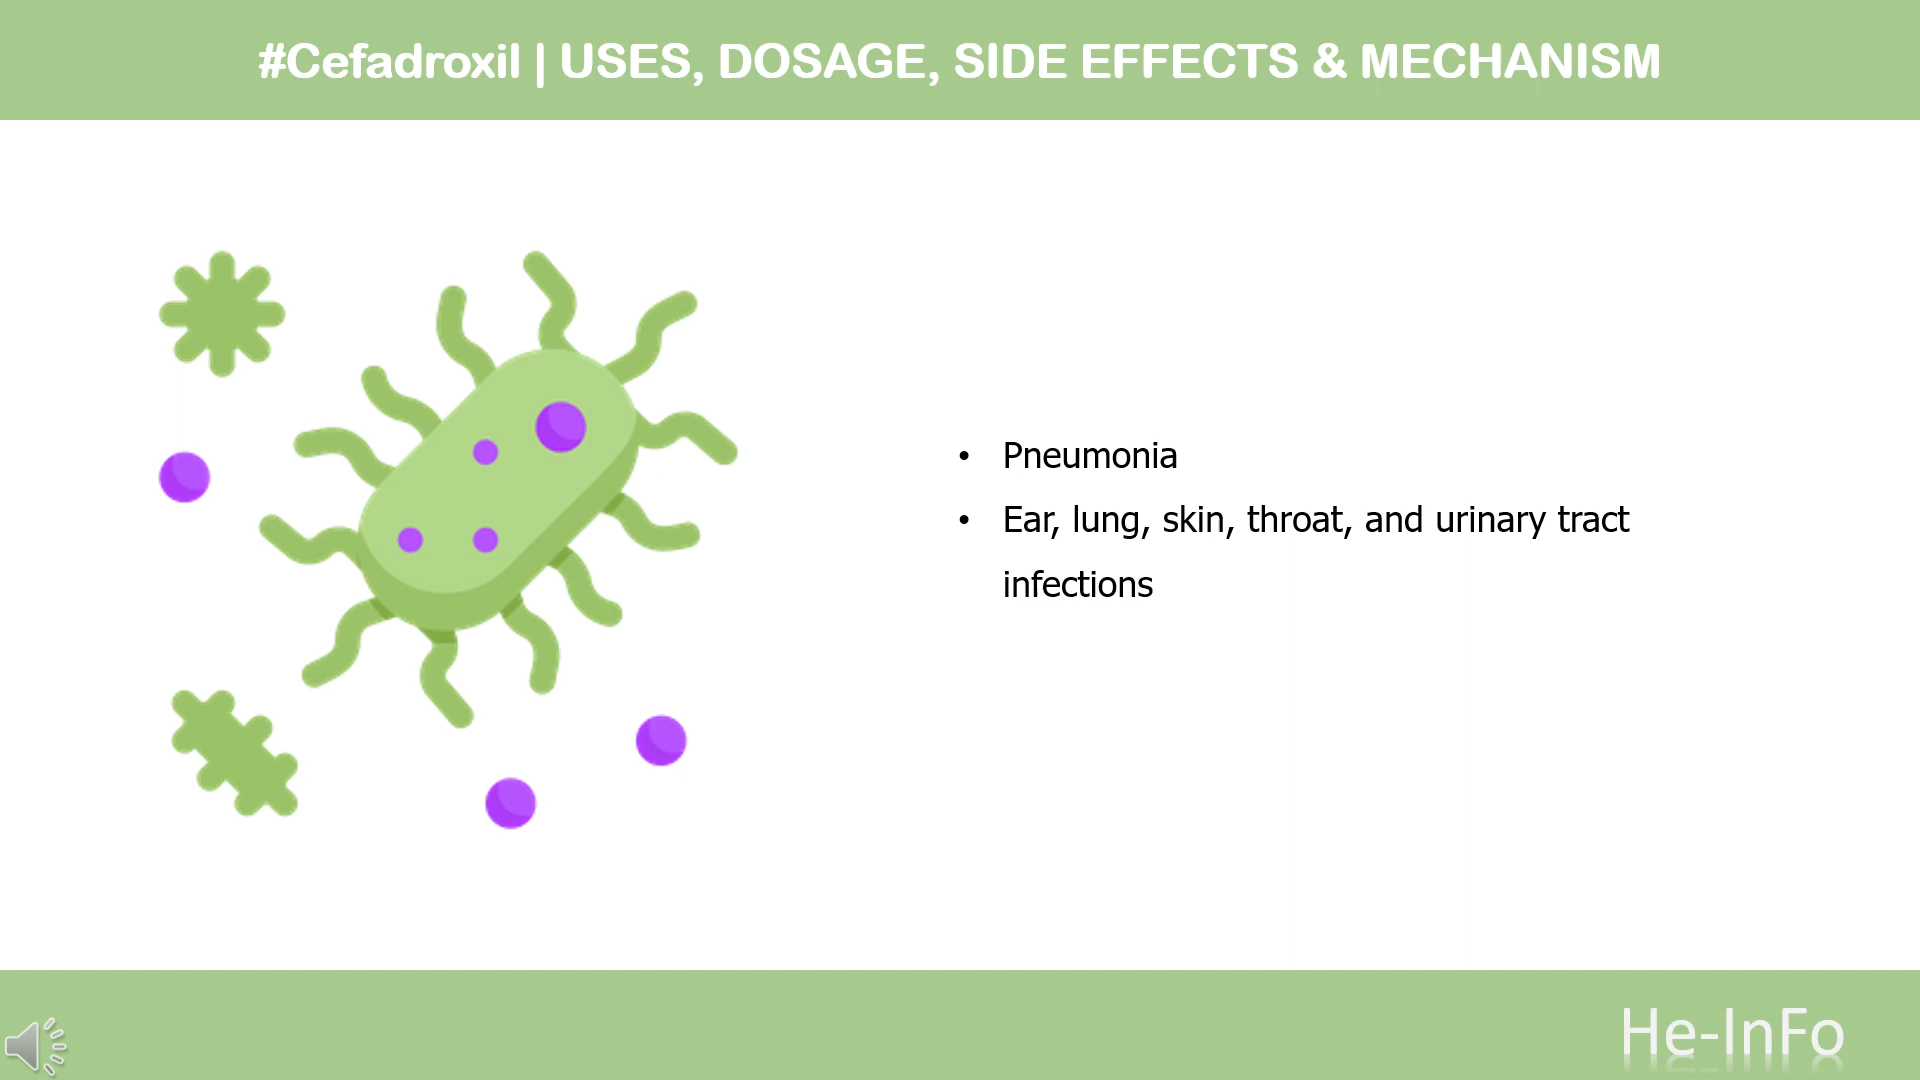 #Cefadroxil | USES, DOSAGE, SIDE EFFECTS & MECHANISM
• Pneumonia
• Ear, lung, skin, throat, and urinary tract
infections
He-InFo